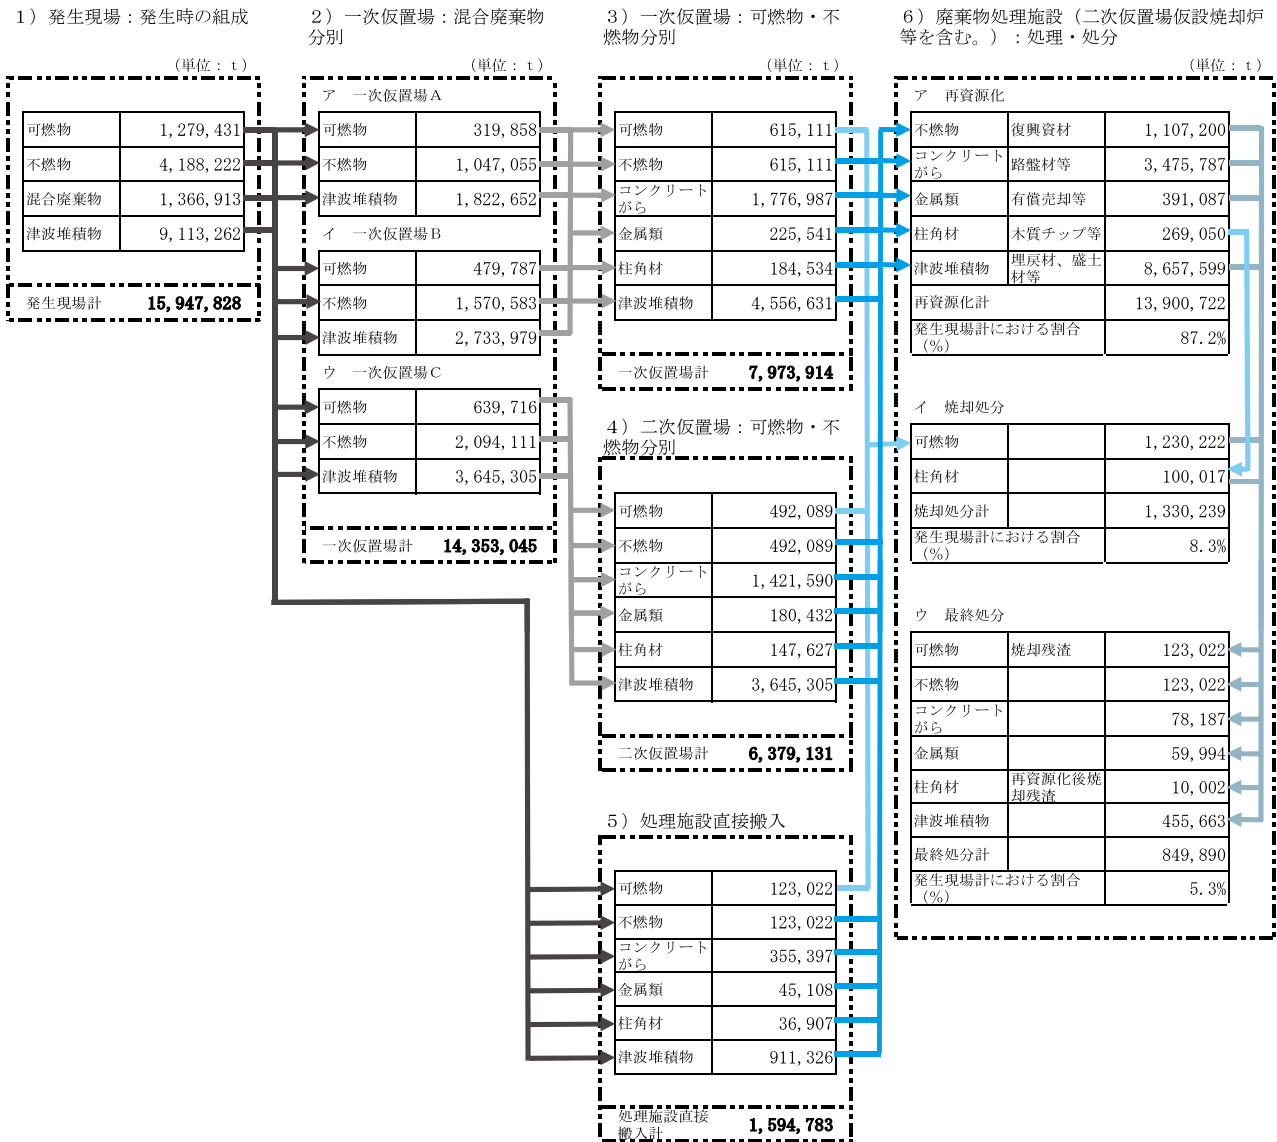 １）発生現場：発生時の組成
（単位：ｔ）
可燃物 1,279,431
不燃物 4,188,222
混合廃棄物 1,366,913
津波堆積物 9,113,262
発生現場計 15,947,828
２）一次仮置場：混合廃棄物
分別
（単位：ｔ）
ア　一次仮置場Ａ
可燃物 319,858
不燃物 1,047,055
津波堆積物 1,822,652
イ　一次仮置場Ｂ
可燃物 479,787
不燃物 1,570,583
津波堆積物 2,733,979
ウ　一次仮置場Ｃ
可燃物 639,716
不燃物 2,094,111
津波堆積物 3,645,305
一次仮置場計 14,353,045
３）一次仮置場：可燃物・不
燃物分別
（単位：ｔ）
可燃物 615,111
不燃物 615,111
コンクリート
がら 1,776,987
金属類 225,541
柱角材 184,534
津波堆積物 4,556,631
一次仮置場計 7,973,914
４）二次仮置場：可燃物・不
燃物分別
可燃物 492,089
不燃物 492,089
コンクリート
がら 1,421,590
金属類 180,432
柱角材 147,627
津波堆積物 3,645,305
二次仮置場計 6,379,131
５）処理施設直接搬入
可燃物 123,022
不燃物 123,022
コンクリート
がら 355,397
金属類 45,108
柱角材 36,907
津波堆積物 911,326
処理施設直接
搬入計 1,594,783
６）廃棄物処理施設（二次仮置場仮設焼却炉
等を含む。）：処理・処分
（単位：ｔ）
ア　再資源化
不燃物 復興資材 1,107,200
コンクリート
がら 路盤材等 3,475,787
金属類 有償売却等 391,087
柱角材 木質チップ等 269,050
津波堆積物 埋戻材、盛土
材等 8,657,599
再資源化計 13,900,722
発生現場計における割合
（%） 87.2%
イ　焼却処分
可燃物 1,230,222
柱角材 100,017
焼却処分計 1,330,239
発生現場計における割合
（%） 8.3%
ウ　最終処分
可燃物 焼却残渣 123,022
不燃物 123,022
コンクリート
がら 78,187
金属類 59,994
柱角材 再資源化後焼
却残渣 10,002
津波堆積物 455,663
最終処分計 849,890
発生現場計における割合
（%） 5.3%